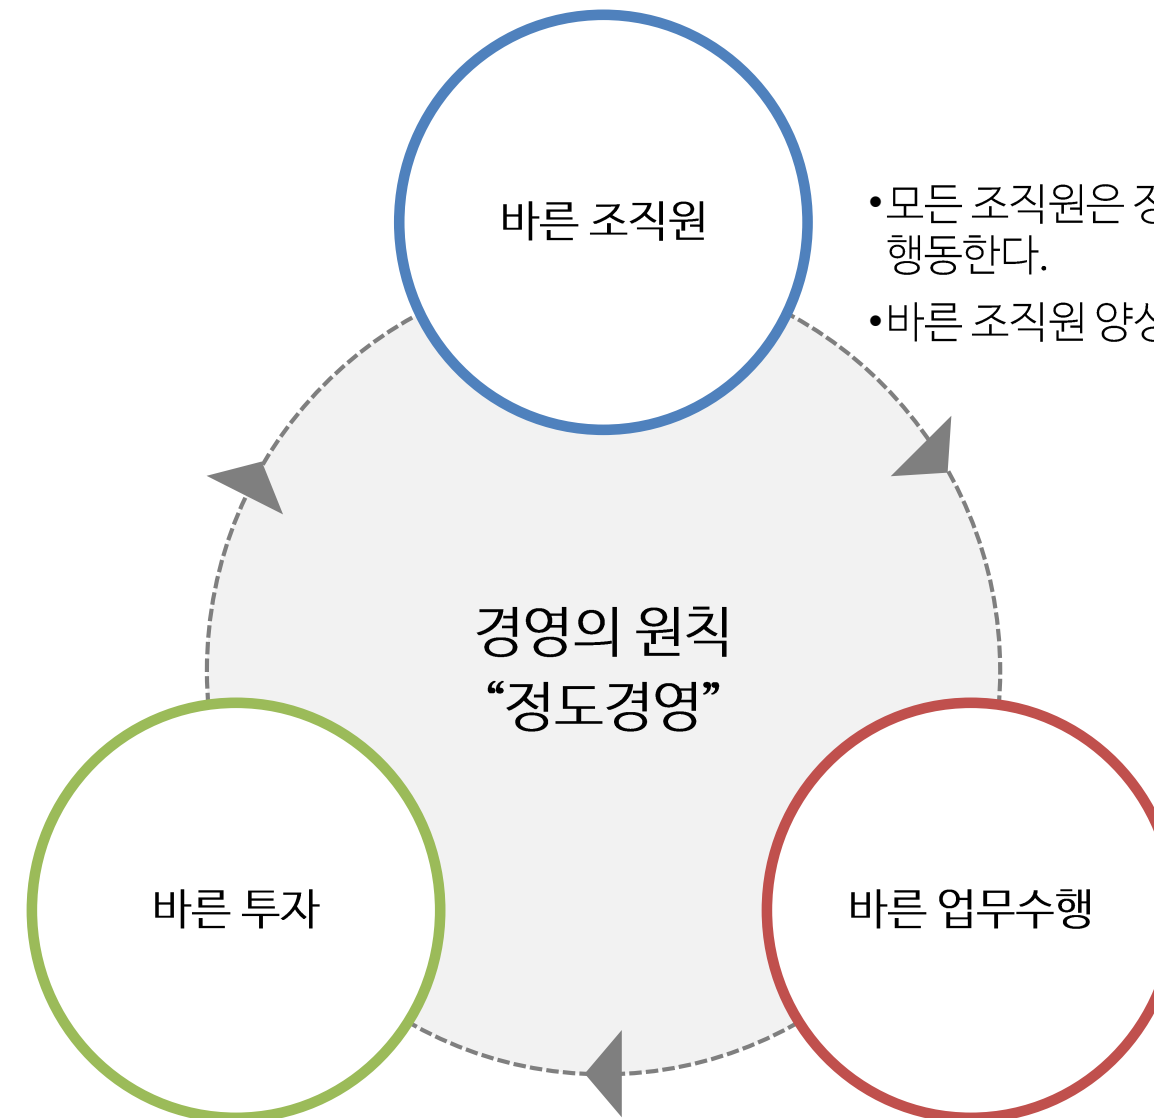 바른 조직원
•모든 조직원은
행동한다.
•바른 조직원
경영의 원칙
“정도경영”
바른 투자
바른 업무수행